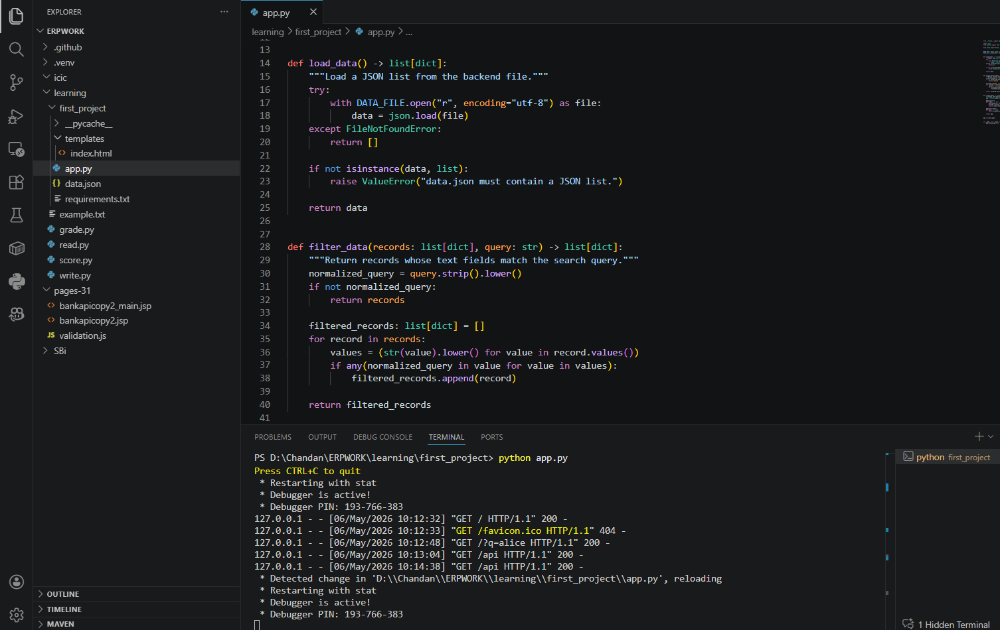 EXPLORER
ERPWORK
.github
.venv
icic
learning
first_project
__pycache__
templates
<> index.html
app.py
{} data.json
requirements.txt
example.txt
grade.py
read.py
score.py
write.py
pages-31
<> bankapicopy2_main.jsp
<> bankapicopy2.jsp
JS validation.js
SBi
OUTLINE
TIMELINE
MAVEN
app.py
learning > first_project > app.py > ...
12
13
14 def load_data() -> list[dict]:
15 """Load a JSON list from the backend file."""
16 try:
17 with DATA_FILE.open("r", encoding="utf-8") as file:
18 data = json.load(file)
19 except FileNotFoundError:
20 return []
21
22 if not isinstance(data, list):
23 raise ValueError("data.json must contain a JSON list.")
24
25 return data
26
27
28 def filter_data(records: list[dict], query: str) -> list[dict]:
29 """Return records whose text fields match the search query."""
30 normalized_query = query.strip().lower()
31 if not normalized_query:
32 return records
33
34 filtered_records: list[dict] = []
35 for record in records:
36 values = (str(value).lower() for value in record.values())
37 if any(normalized_query in value for value in values):
38 filtered_records.append(record)
39
40 return filtered_records
41
PROBLEMS OUTPUT DEBUG CONSOLE TERMINAL PORTS
PS D:\Chandan\ERPWORK\learning\first_project> python app.py
Press CTRL+C to quit
* Restarting with stat
* Debugger is active!
* Debugger PIN: 193-766-383
127.0.0.1 - - [06/May/2026 10:12:32] "GET / HTTP/1.1" 200 -
127.0.0.1 - - [06/May/2026 10:12:33] "GET /favicon.ico HTTP/1.1" 404 -
127.0.0.1 - - [06/May/2026 10:12:48] "GET /?q=alice HTTP/1.1" 200 -
127.0.0.1 - - [06/May/2026 10:13:04] "GET /api HTTP/1.1" 200 -
127.0.0.1 - - [06/May/2026 10:14:38] "GET /api HTTP/1.1" 200 -
* Detected change in 'D:\\Chandan\\ERPWORK\\learning\\first_project\\app.py', reloading
* Restarting with stat
* Debugger is active!
* Debugger PIN: 193-766-383
python first_project
1 Hidden Terminal